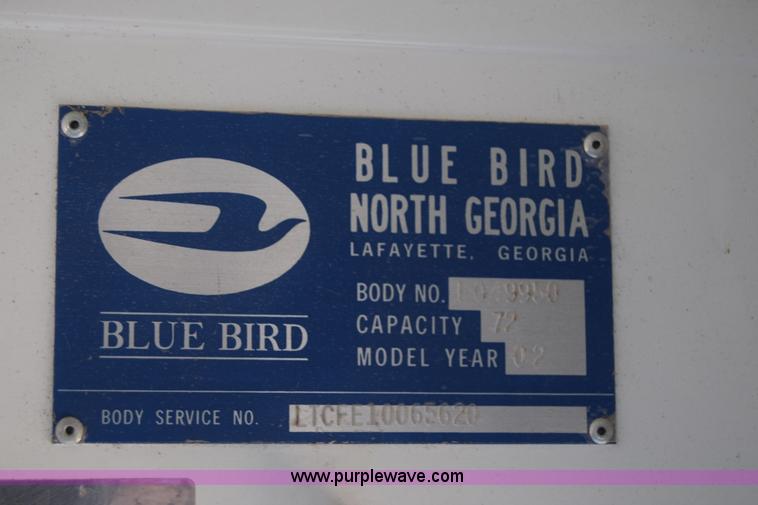 BLUE BIRD
NORTH GEORGIA
LAFAYETTE, GEORGIA
BODY NO.
CAPACITY 72
MODEL YEAR 02
BLUE BIRD
BODY SERVICE NO.
www.purplewave.com